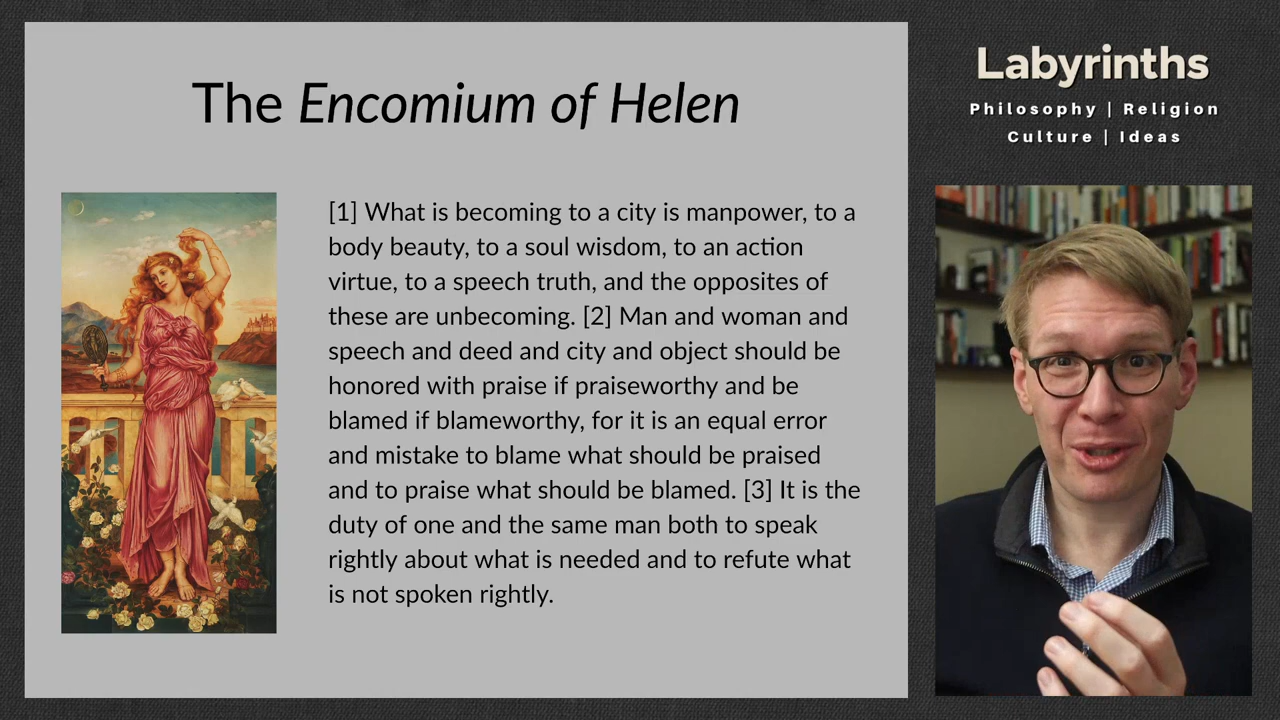 The Encomium of Helen
[1] What is becoming to a city is manpower, to a
body beauty, to a soul wisdom, to an action
virtue, to a speech truth, and the opposites of
these are unbecoming. [2] Man and woman and
speech and deed and city and object should be
honored with praise if praiseworthy and be
blamed if blameworthy, for it is an equal error
and mistake to blame what should be praised
and to praise what should be blamed. [3] It is the
duty of one and the same man both to speak
rightly about what is needed and to refute what
is not spoken rightly.
Labyrinths
Philosophy | Religion
Culture | Ideas